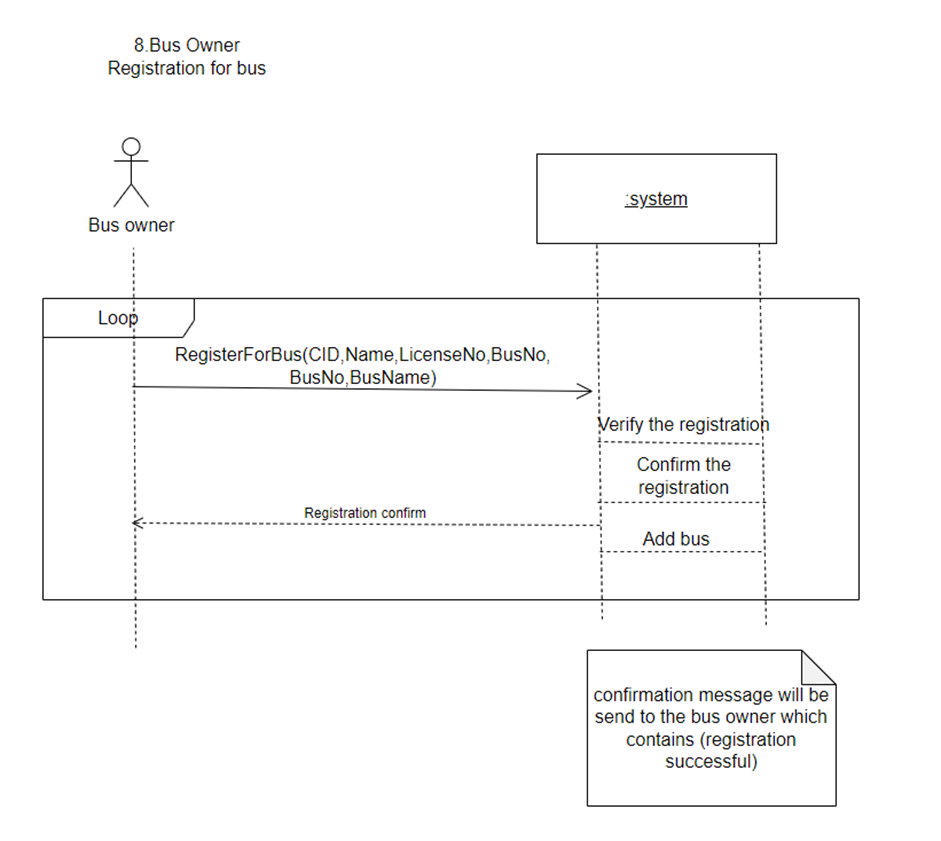 8.Bus Owner
Registration for bus
:system
Bus owner
Loop
RegisterForBus(CID,Name,LicenseNo,BusNo,
BusNo,BusName)
Verify the registration
Confirm the
registration
Registration confirm
Add bus
confirmation message will be
send to the bus owner which
contains (registration
successful)